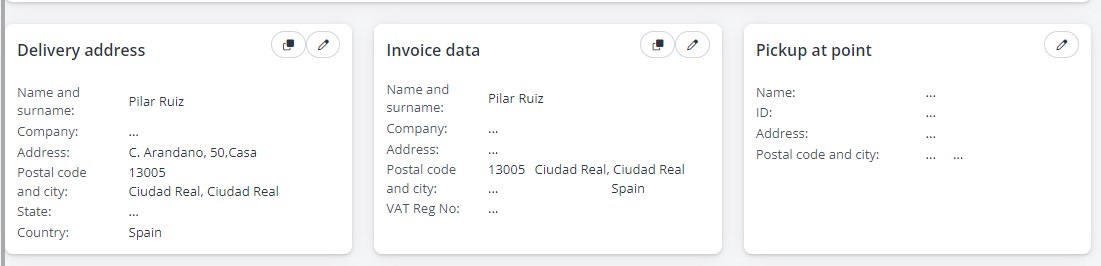 Delivery address
Name and
surname:
Pilar Ruiz
Company:
...
Address:
C. Arandano, 50,Casa
Postal code
and city:
13005
Ciudad Real, Ciudad Real
State:
...
Country:
Spain
Invoice data
Name and
surname:
Pilar Ruiz
Company:
...
Address:
...
Postal code
and city:
13005 Ciudad Real, Ciudad Real
... Spain
VAT Reg No:
...
Pickup at point
Name:
...
ID:
...
Address:
...
Postal code and city:
... ...